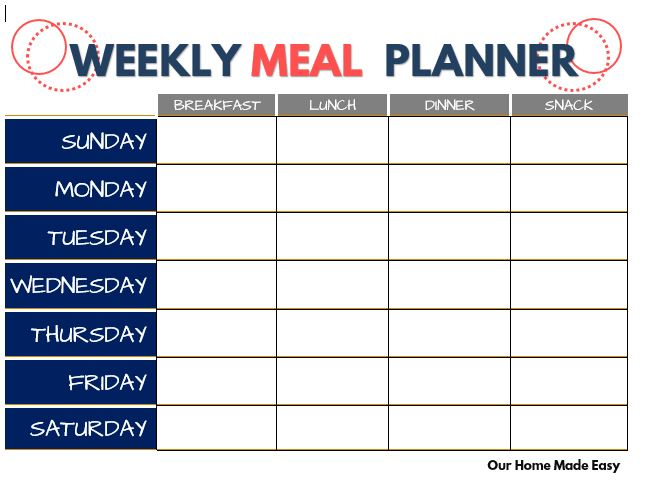 WEEKLY MEAL PLANNER
BREAKFAST LUNCH DINNER SNACK
SUNDAY
MONDAY
TUESDAY
WEDNESDAY
THURSDAY
FRIDAY
SATURDAY
Our Home Made Easy